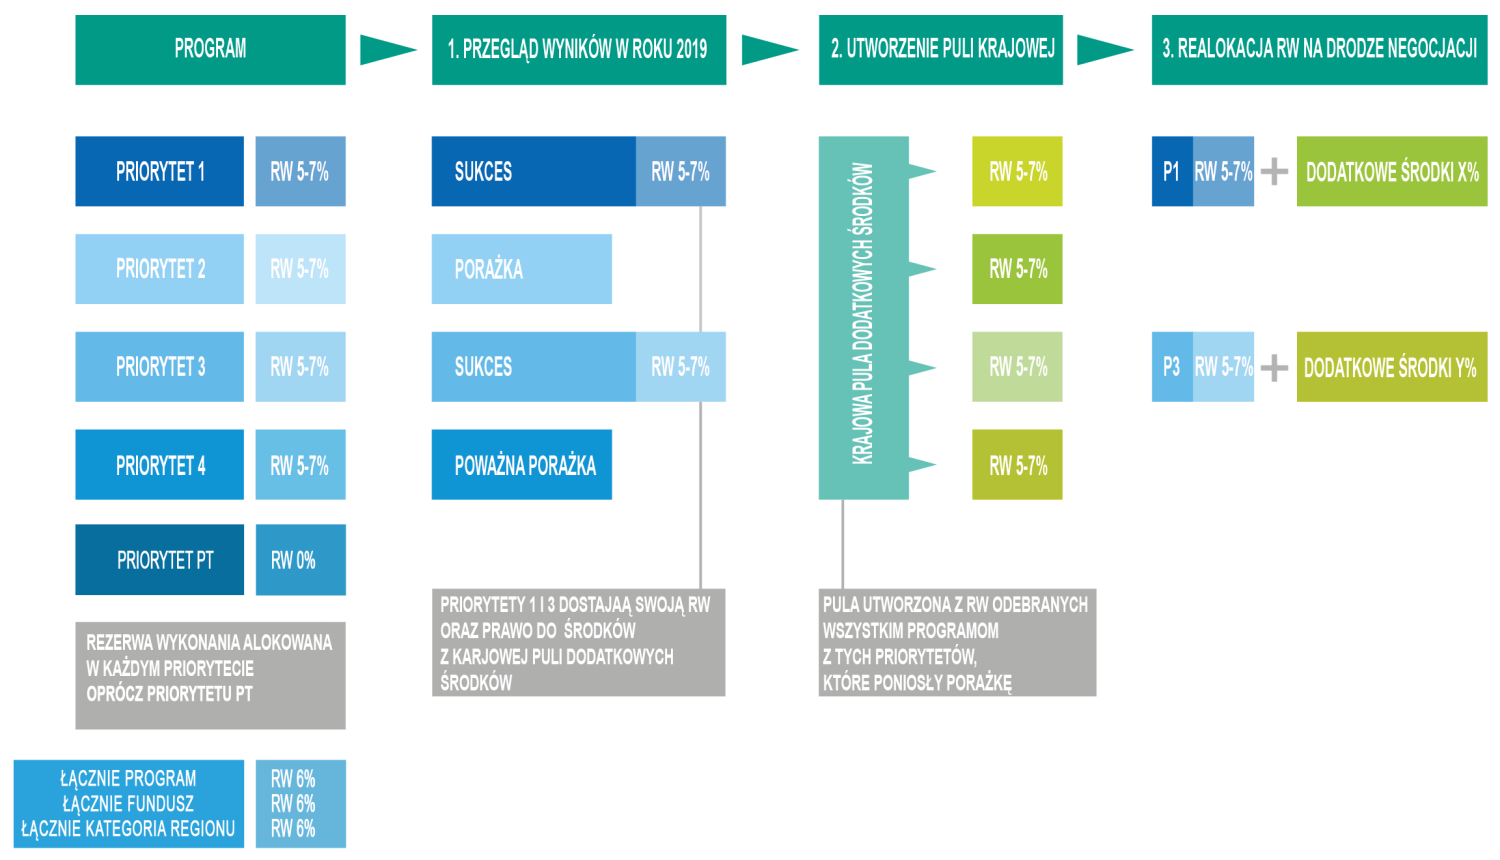 PROGRAM
1. PRZEGLĄD WYNIKÓW W ROKU 2019
2. UTWORZENIE PULI KRAJOWEJ
3. REALOKACJA RW NA DRODZE NEGOCJACJI
PRIORYTET 1
RW 5-7%
SUKCES
RW 5-7%
KRAJOWA PULA DODATKOWYCH ŚRODKÓW
RW 5-7%
P1
RW 5-7%
DODATKOWE ŚRODKI X%
PRIORYTET 2
RW 5-7%
PORAŻKA
RW 5-7%
PRIORYTET 3
RW 5-7%
SUKCES
RW 5-7%
RW 5-7%
P3
RW 5-7%
DODATKOWE ŚRODKI Y%
PRIORYTET 4
RW 5-7%
POWAŻNA PORAŻKA
RW 5-7%
PRIORYTET PT
RW 0%
REZERWA WYKONANIA ALOKOWANA
W KAŻDYM PRIORYTECIE
OPRÓCZ PRIORYTETU PT
PRIORYTETY 1 I 3 DOSTAJAĄ SWOJĄ RW
ORAZ PRAWO DO ŚRODKÓW
Z KARJOWEJ PULI DODATKOWYCH
ŚRODKÓW
PULA UTWORZONA Z RW ODEBRANYCH
WSZYSTKIM PROGRAMOM
Z TYCH PRIORYTETÓW,
KTÓRE PONIOSŁY PORAŻKĘ
ŁĄCZNIE PROGRAM
RW 6%
ŁĄCZNIE FUNDUSZ
RW 6%
ŁĄCZNIE KATEGORIA REGIONU
RW 6%